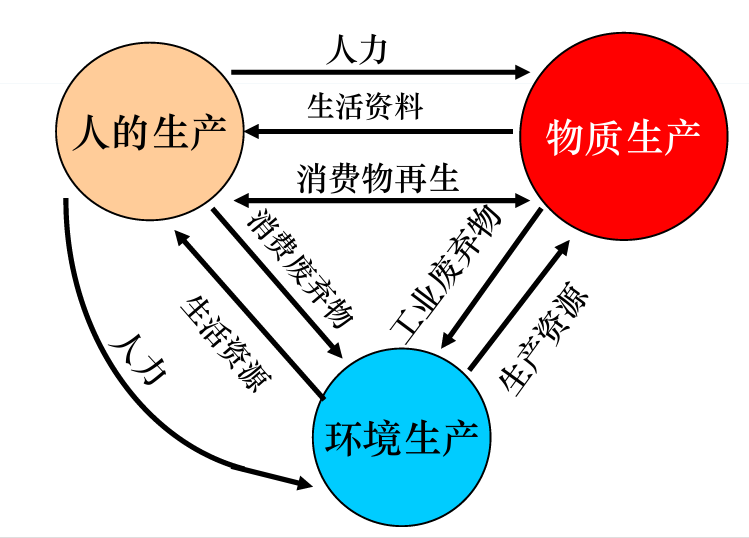 人力
生活资料
人的生产
物质生产
消费物再生
消费废弃物
工业废弃物
生活资源
生产资源
人力
环境生产